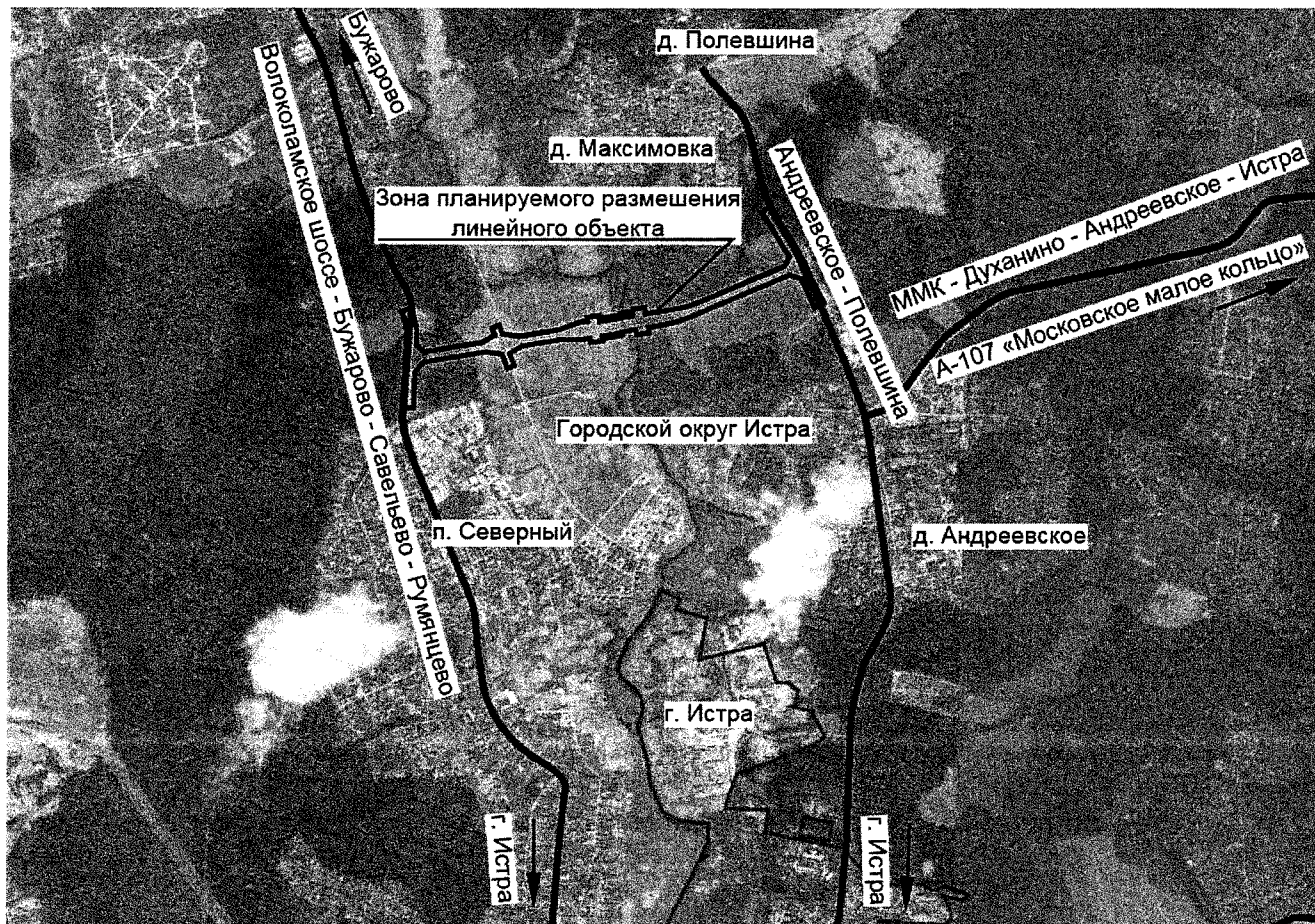 д. Полевшина
Бужарово
Волоколамское шоссе - Бужарово - Савельево - Румянцево
д. Максимовка
Андреевское - Полевшина
Зона планируемого размешения
линейного объекта
ММК - Духанино - Андреевское - Истра
А-107 «Московское малое кольцо»
Городской округ Истра
п. Северный
д. Андреевское
г. Истра
г. Истра
г. Истра